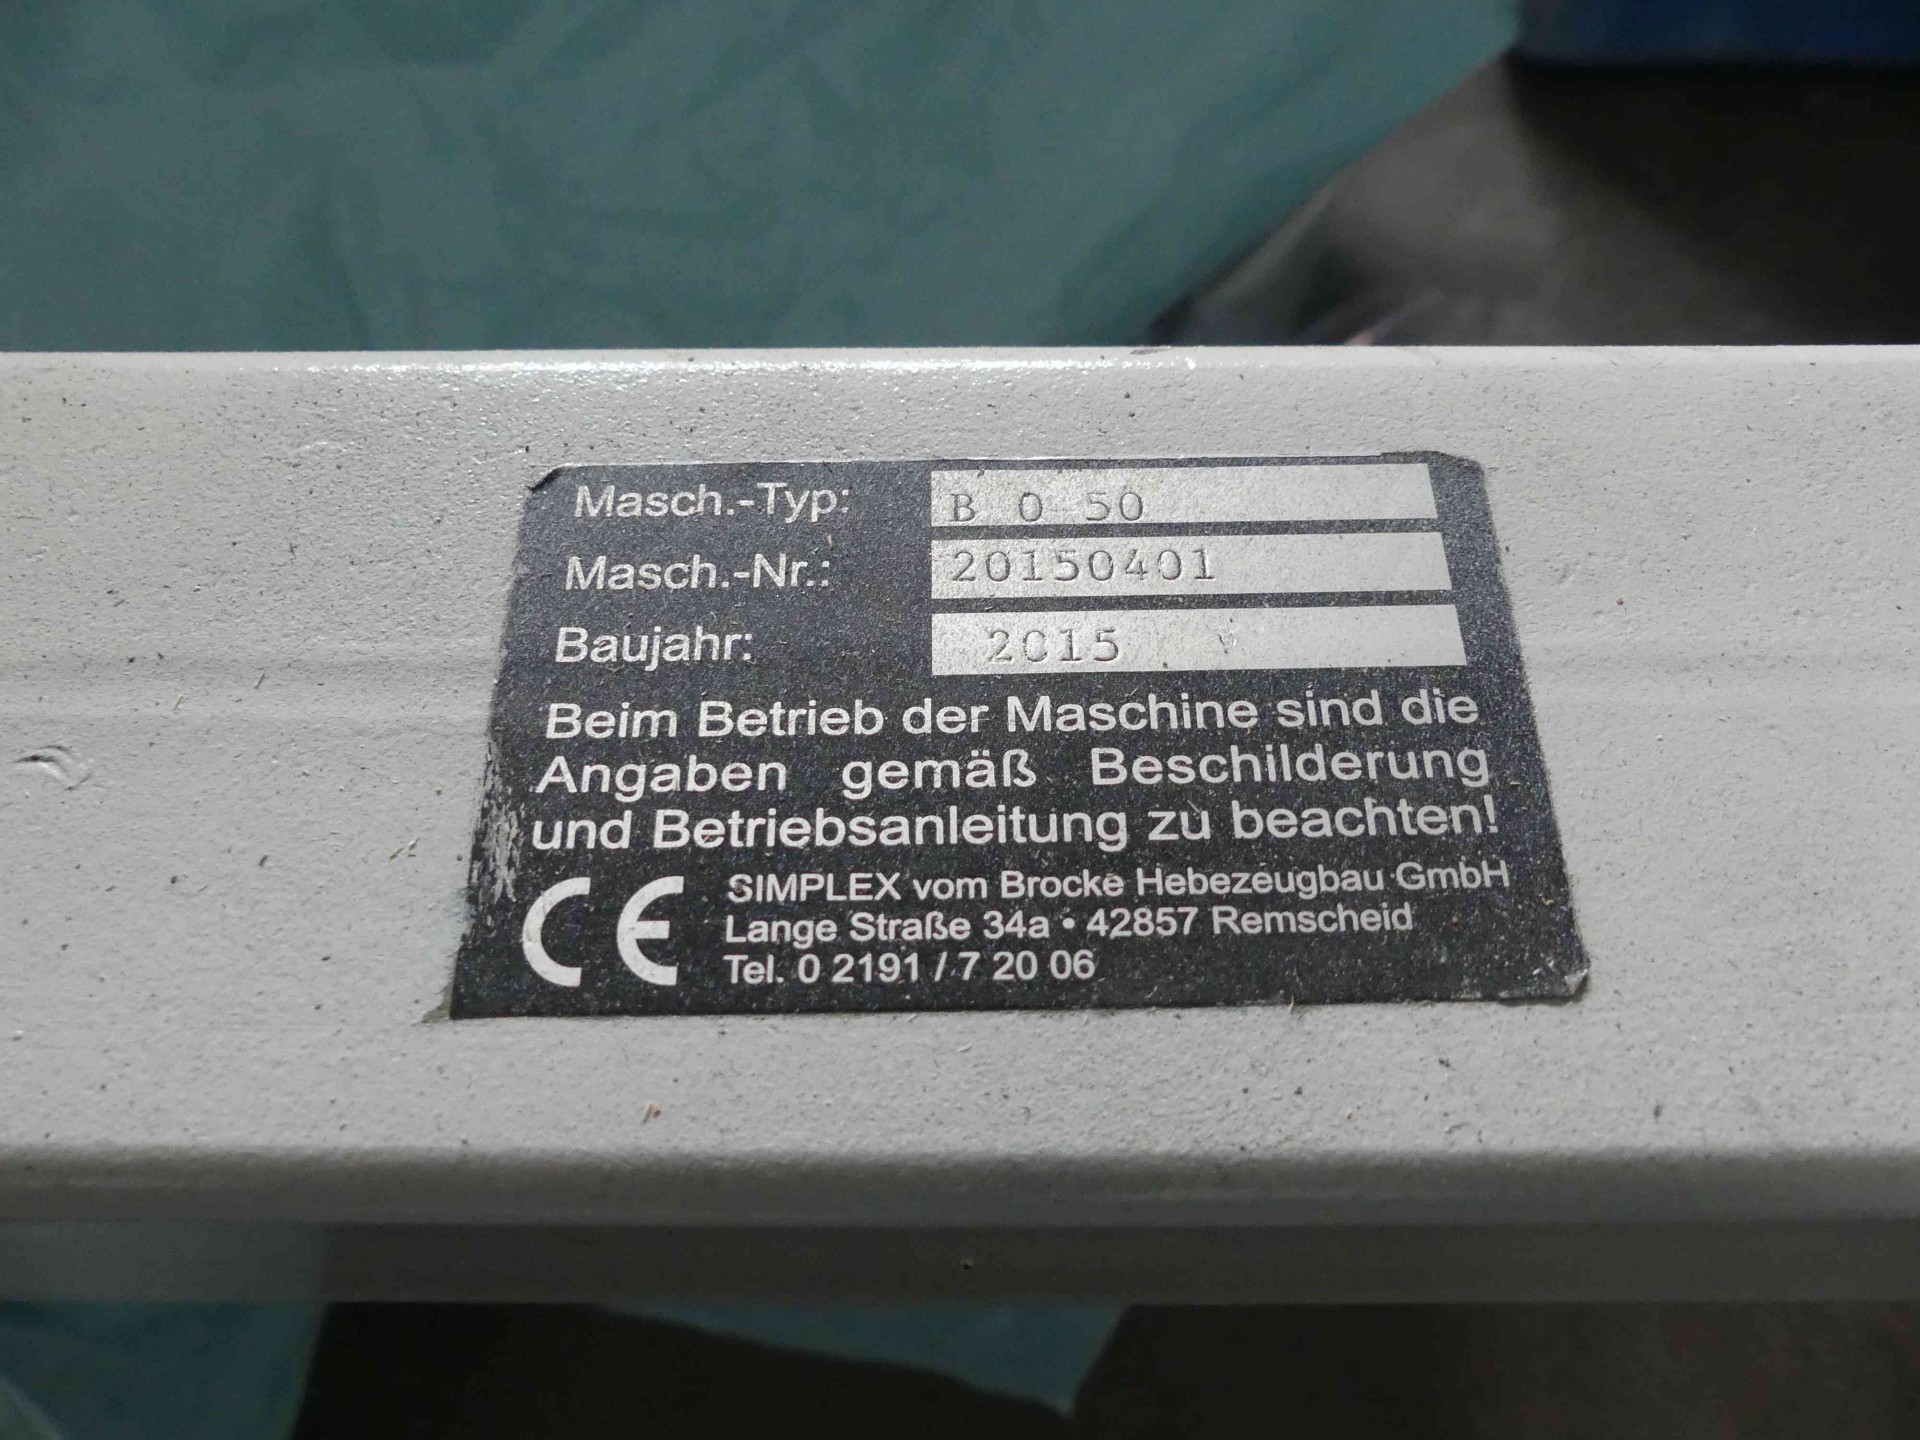 Masch.-Typ: B 0 50
Masch.-Nr.: 20150401
Baujahr: 2015
Beim Betrieb der Maschine sind die
Angaben gemäß Beschilderung
und Betriebsanleitung zu beachten!
CE SIMPLEX vom Brocke Hebezeugbau GmbH
Lange Straße 34a • 42857 Remscheid
Tel. 0 2191 / 7 20 06